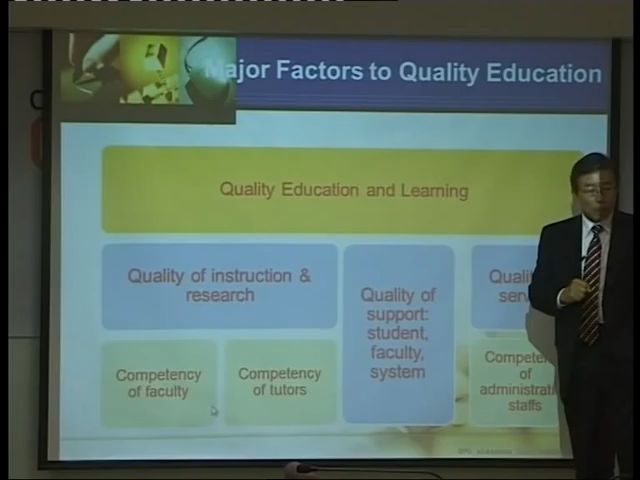 Major Factors to Quality Education
Quality Education and Learning
Quality of instruction &
research
Quality of
support:
student,
faculty,
system
Competency
of faculty
Competency
of tutors
of
staffs